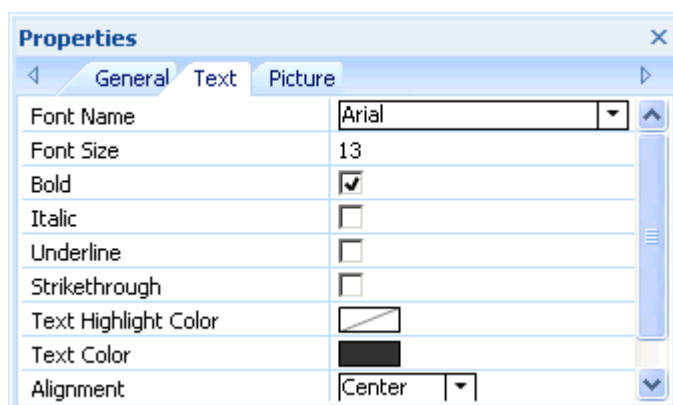 Properties
General Text Picture
Font Name Arial
Font Size 13
Bold
Italic
Underline
Strikethrough
Text Highlight Color
Text Color
Alignment Center